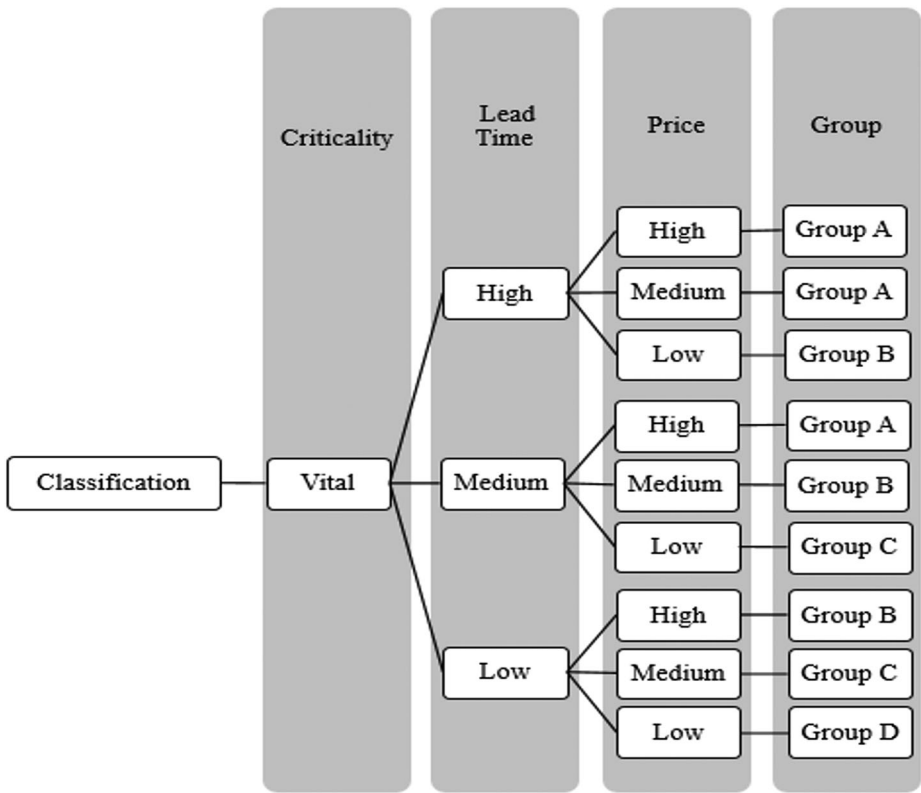 Criticality
Lead
Time
Price
Group
High
Group A
High
Medium
Group A
Low
Group B
High
Group A
Classification
Vital
Medium
Medium
Group B
Low
Group C
High
Group B
Low
Medium
Group C
Low
Group D